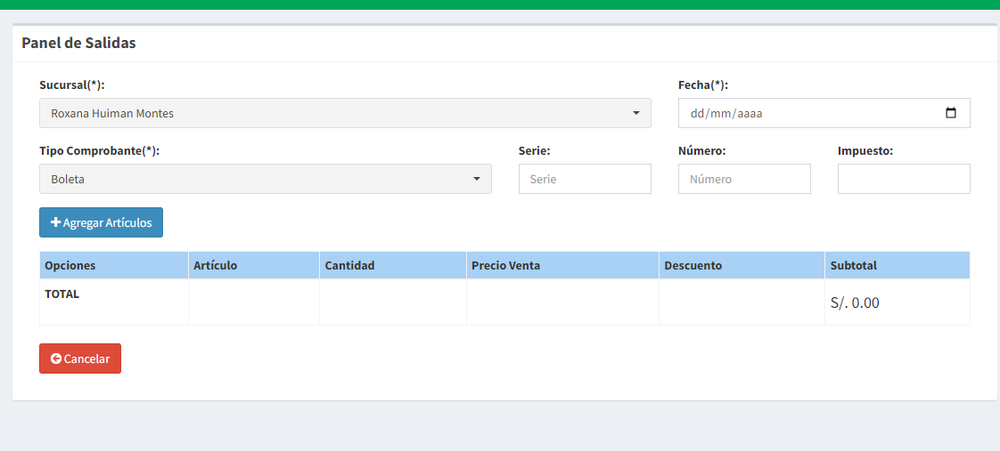 Panel de Salidas
Sucursal(*): Fecha(*):
Roxana Huiman Montes dd/mm/aaaa
Tipo Comprobante(*): Serie: Número: Impuesto:
Boleta Serie Número
Agregar Artículos
Opciones Artículo Cantidad Precio Venta Descuento Subtotal
TOTAL S/. 0.00
Cancelar